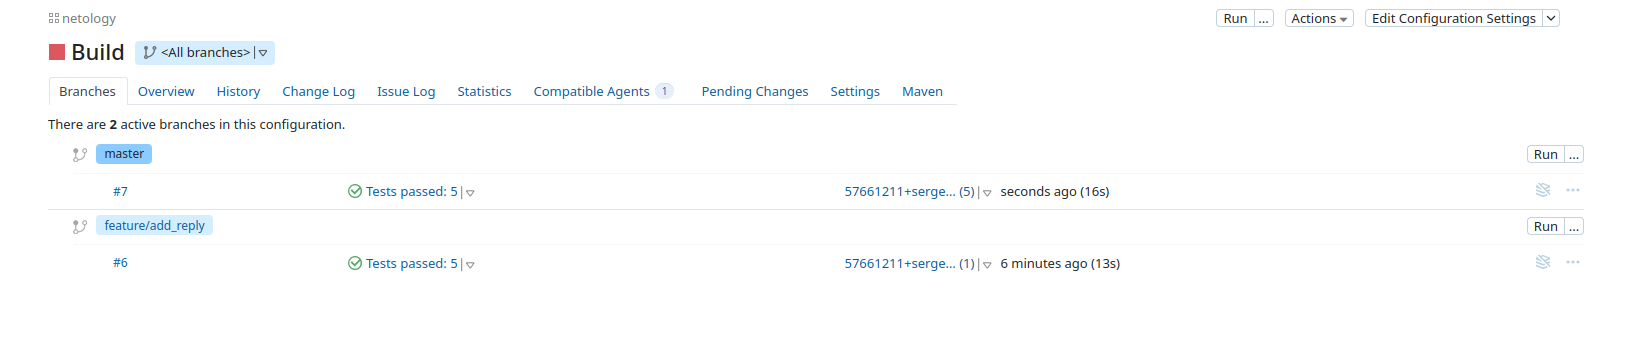 netology
Run ... Actions Edit Configuration Settings
Build <All branches>
Branches Overview History Change Log Issue Log Statistics Compatible Agents 1 Pending Changes Settings Maven
There are 2 active branches in this configuration.
master Run ...
#7 Tests passed: 5 57661211+serge... (5) seconds ago (16s)
feature/add_reply Run ...
#6 Tests passed: 5 57661211+serge... (1) 6 minutes ago (13s)